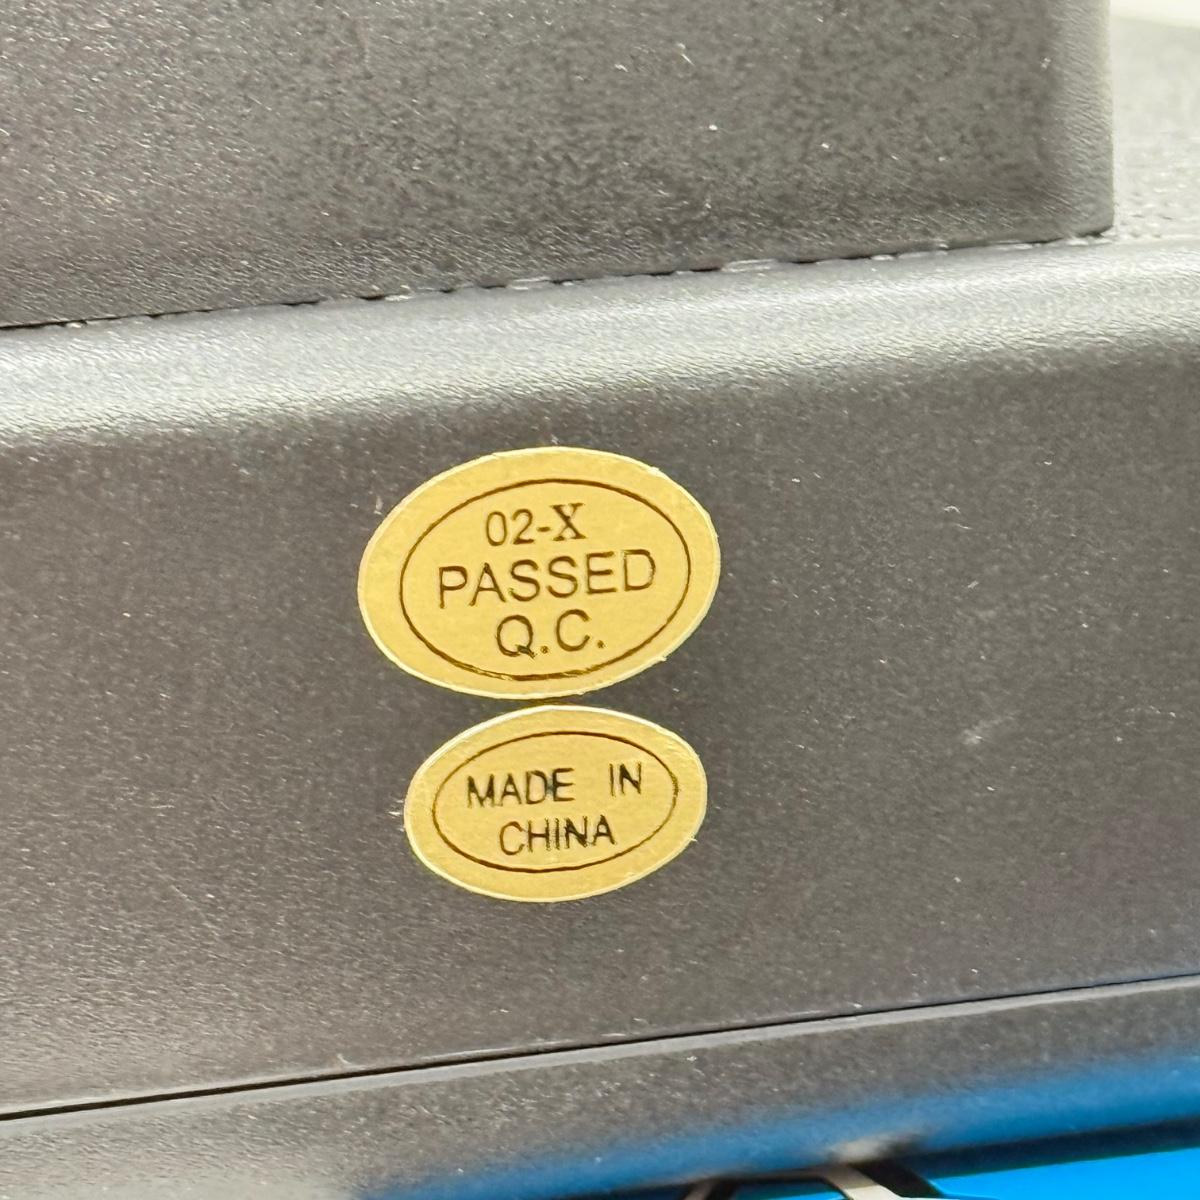 02-X
PASSED
Q.C.
MADE IN
CHINA